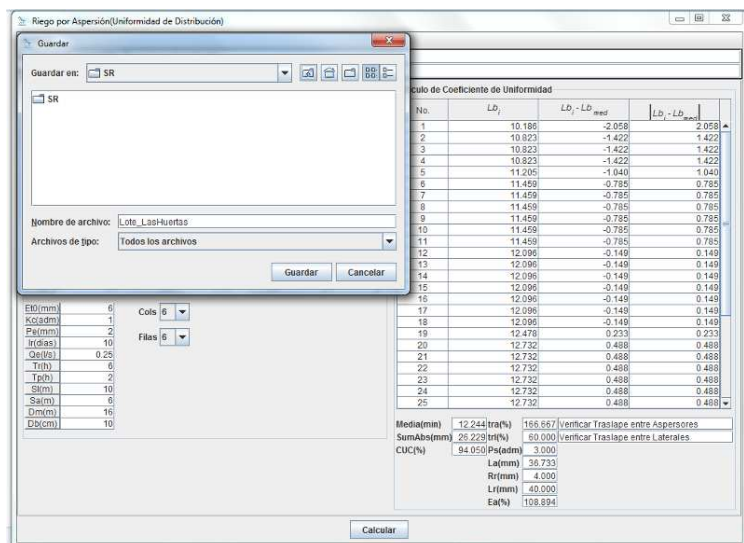 Riego por Aspersión(Uniformidad de Distribución)
Guardar
Guardar en:
SR
SR
Nombre de archivo: Lote_LasHuertas
Archivos de tipo: Todos los archivos
Guardar
Cancelar
culo de Coeficiente de Uniformidad
No. Lb i Lb i - Lb med |Lb i - Lb med|
1 10.186 -2.058 2.058
2 10.823 -1.422 1.422
3 10.823 -1.422 1.422
4 10.823 -1.422 1.422
5 11.205 -1.040 1.040
6 11.459 -0.785 0.785
7 11.459 -0.785 0.785
8 11.459 -0.785 0.785
9 11.459 -0.785 0.785
10 11.459 -0.785 0.785
11 11.459 -0.785 0.785
12 12.096 -0.149 0.149
13 12.096 -0.149 0.149
14 12.096 -0.149 0.149
15 12.096 -0.149 0.149
16 12.096 -0.149 0.149
17 12.096 -0.149 0.149
18 12.096 -0.149 0.149
19 12.478 0.233 0.233
20 12.732 0.488 0.488
21 12.732 0.488 0.488
22 12.732 0.488 0.488
23 12.732 0.488 0.488
24 12.732 0.488 0.488
25 12.732 0.488 0.488
Et0(mm) 6
Kc(adm) 1
Pe(mm) 2
Ir(días) 10
Qe(l/s) 0.25
Tr(h) 6
Tp(h) 2
Sl(m) 10
Sa(m) 6
Dm(m) 16
Db(cm) 10
Cols 6
Filas 6
Media(min) 12.244 tra(%) 166.667 Verificar Traslape entre Aspersores
SumAbs(mm) 26.229 trl(%) 60.000 Verificar Traslape entre Laterales
CUC(%) 94.050 Ps(adm) 3.000
La(mm) 36.733
Rr(mm) 4.000
Lr(mm) 40.000
Ea(%) 108.894
Calcular